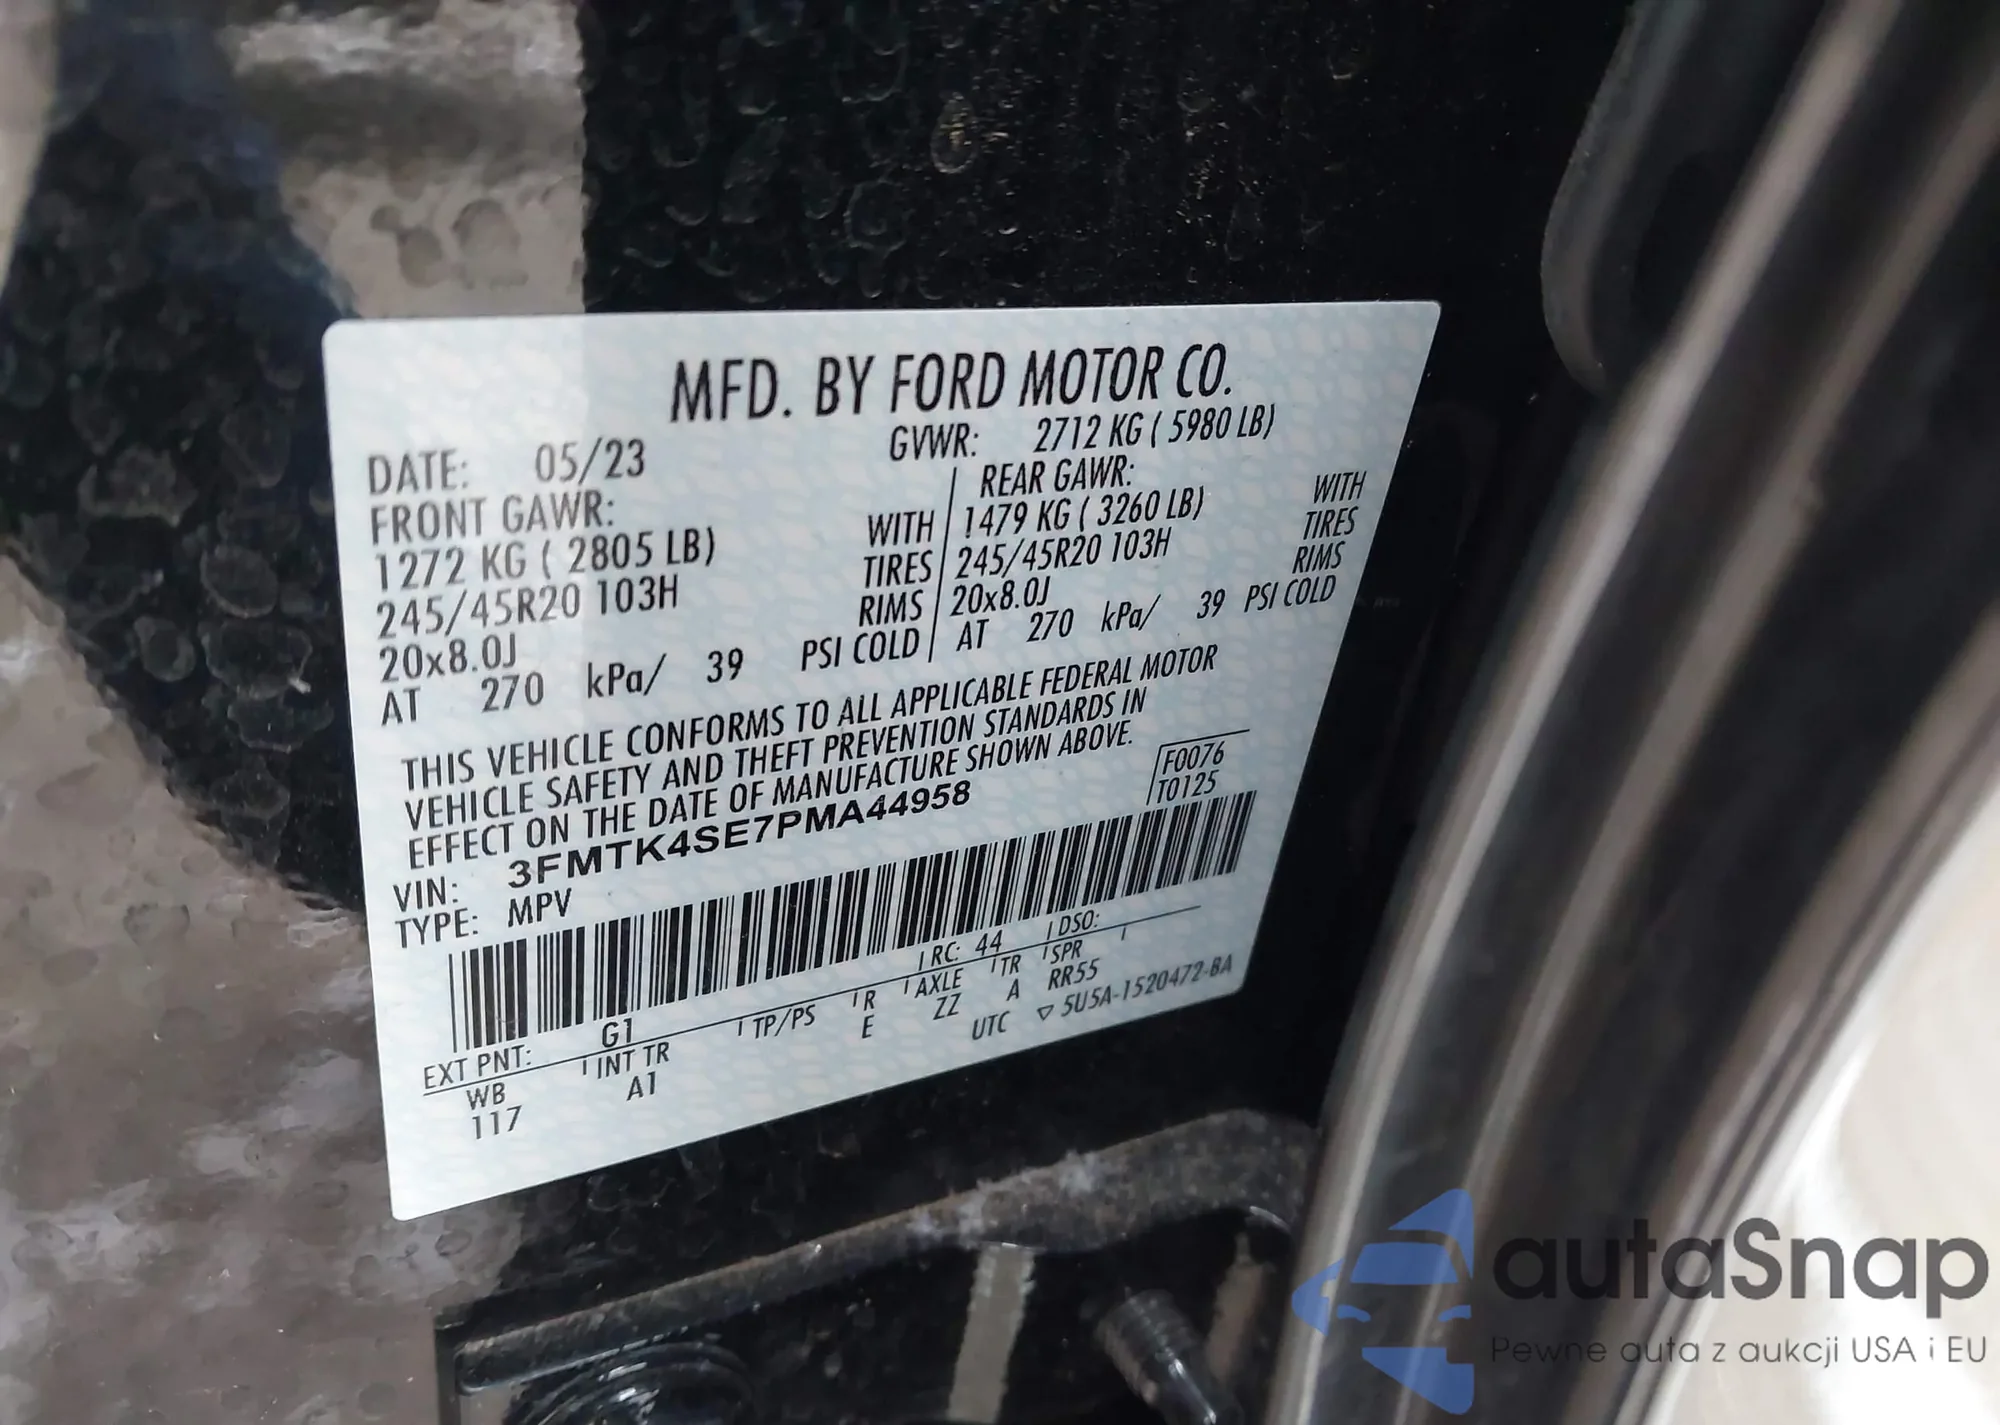 MFD. BY FORD MOTOR CO.
DATE: 05/23 GVWR: 2712 KG ( 5980 LB)
FRONT GAWR: REAR GAWR:
1272 KG ( 2805 LB) WITH 1479 KG ( 3260 LB) WITH
245/45R20 103H TIRES 245/45R20 103H TIRES
20x8.0J RIMS 20x8.0J RIMS
AT 270 kPa/ 39 PSI COLD AT 270 kPa/ 39 PSI COLD
THIS VEHICLE CONFORMS TO ALL APPLICABLE FEDERAL MOTOR
VEHICLE SAFETY AND THEFT PREVENTION STANDARDS IN
EFFECT ON THE DATE OF MANUFACTURE SHOWN ABOVE.
F0076
T0125
VIN: 3FMTK4SE7PMA44958
TYPE: MPV
EXT PNT: G1 RC: 44 DSO:
WB INT TR TP/PS R AXLE TR SPR
117 A1 E ZZ A RR55
UTC ▽ 5U5A-1520472-BA
autaSnap
Pewne auta z aukcji USA i EU